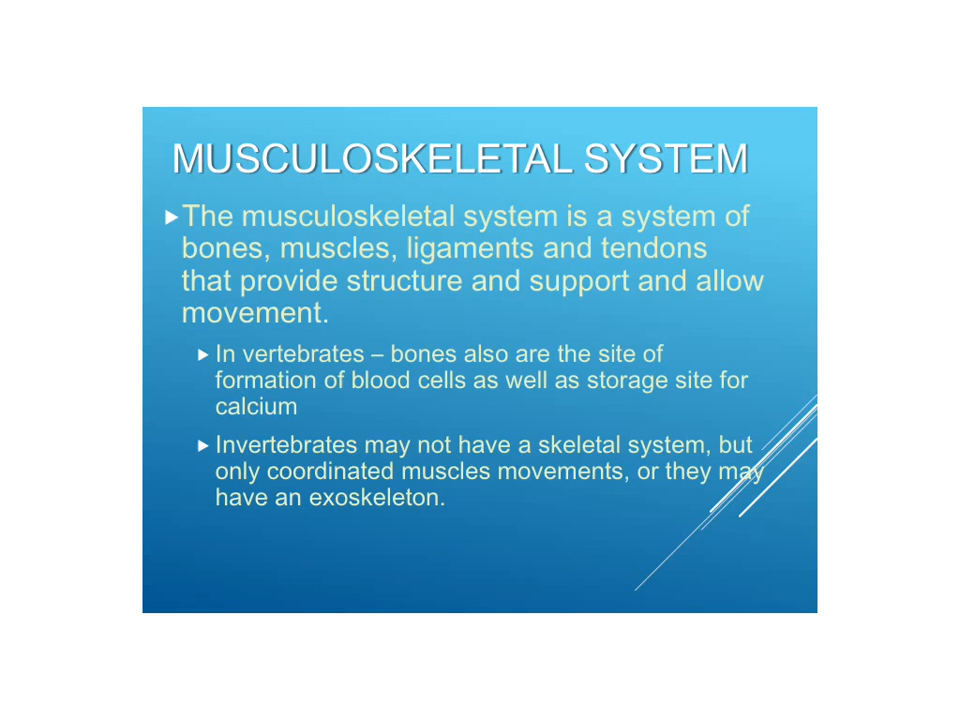 MUSCULOSKELETAL SYSTEM
The musculoskeletal system is a system of
bones, muscles, ligaments and tendons
that provide structure and support and allow
movement.
In vertebrates – bones also are the site of
formation of blood cells as well as storage site for
calcium
Invertebrates may not have a skeletal system, but
only coordinated muscles movements, or they may
have an exoskeleton.